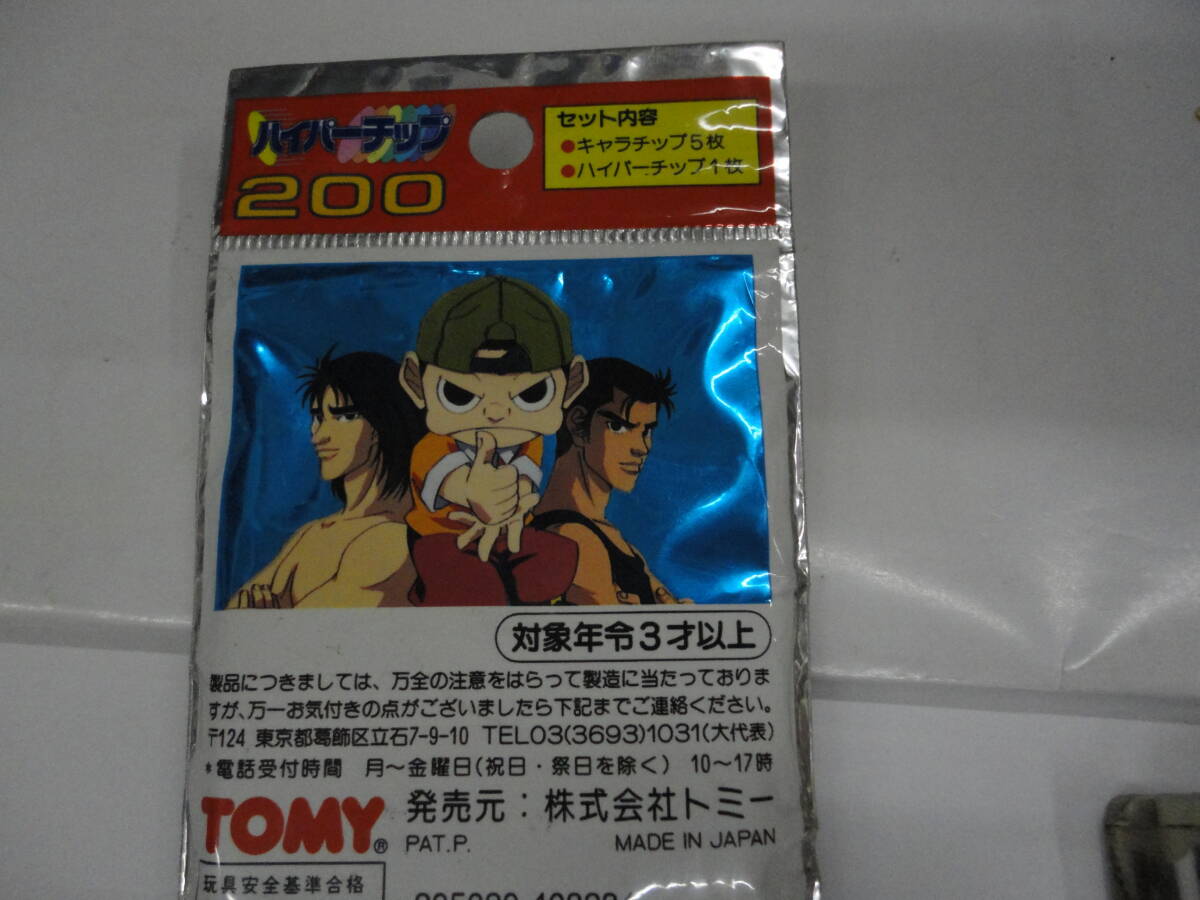 ハイパーチップ
200
セット内容
●キャラチップ5枚
●ハイパーチップ1枚
対象年令3才以上
製品につきましては、万全の注意をはらって製造に当たっておりま
すが、万一お気付きの点がございましたら下記までご連絡ください。
〒124 東京都葛飾区立石7-9-10 TEL03(3693)1031(大代表)
*電話受付時間 月〜金曜日(祝日・祭日を除く) 10〜17時
TOMY® 発売元：株式会社トミー
PAT.P. MADE IN JAPAN
玩具安全基準合格